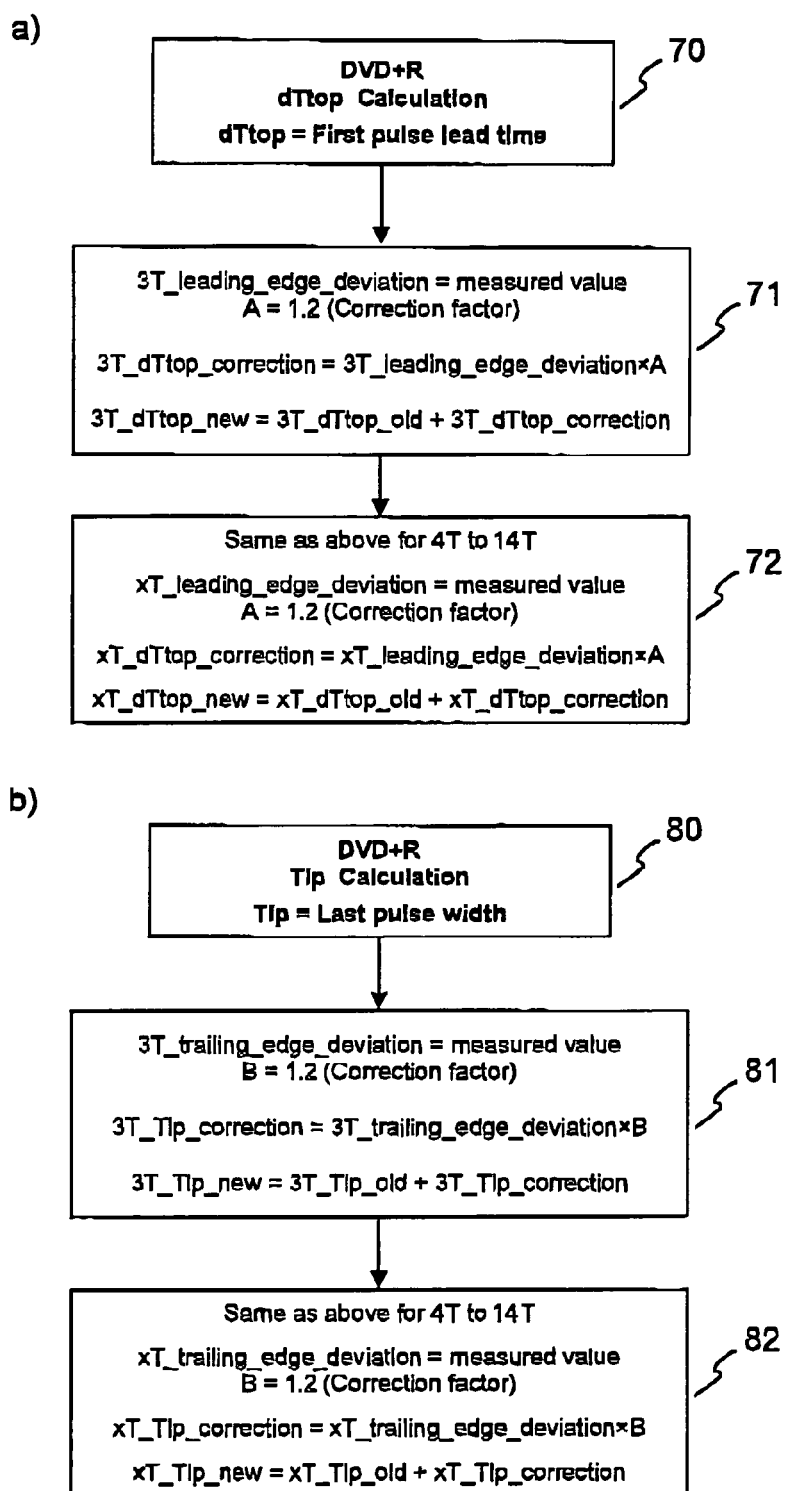 a)
70
DVD+R
dTtop Calculation
dTtop = First pulse lead time
71
3T_leading_edge_deviation = measured value
A = 1.2 (Correction factor)
3T_dTtop_correction = 3T_leading_edge_deviation×A
3T_dTtop_new = 3T_dTtop_old + 3T_dTtop_correction
72
Same as above for 4T to 14T
xT_leading_edge_deviation = measured value
A = 1.2 (Correction factor)
xT_dTtop_correction = xT_leading_edge_deviation×A
xT_dTtop_new = xT_dTtop_old + xT_dTtop_correction
b)
80
DVD+R
Tlp Calculation
Tlp = Last pulse width
81
3T_trailing_edge_deviation = measured value
B = 1.2 (Correction factor)
3T_Tlp_correction = 3T_trailing_edge_deviation×B
3T_Tlp_new = 3T_Tlp_old + 3T_Tlp_correction
82
Same as above for 4T to 14T
xT_trailing_edge_deviation = measured value
B = 1.2 (Correction factor)
xT_Tlp_correction = xT_trailing_edge_deviation×B
xT_Tlp_new = xT_Tlp_old + xT_Tlp_correction